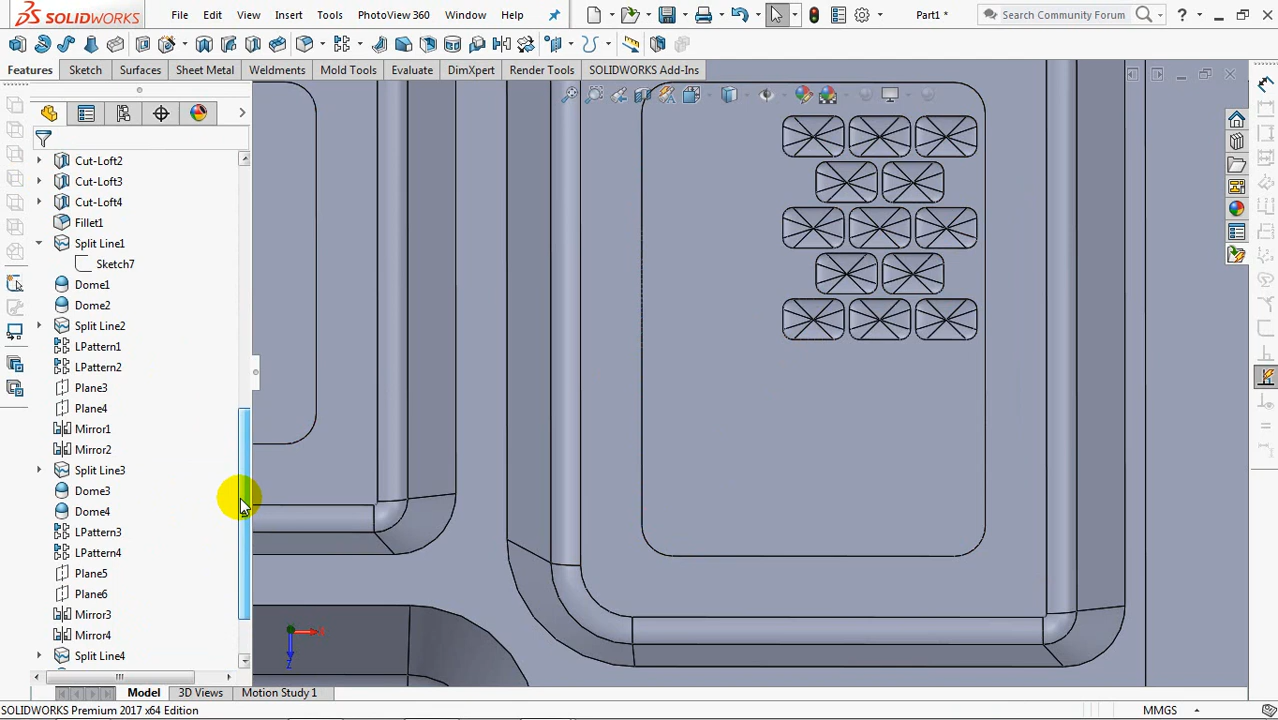 SOLIDWORKS File Edit View Insert Tools PhotoView 360 Window Help Part1 * Search Community Forum ?
Features Sketch Surfaces Sheet Metal Weldments Mold Tools Evaluate DimXpert Render Tools SOLIDWORKS Add-Ins
Cut-Loft2
Cut-Loft3
Cut-Loft4
Fillet1
Split Line1
Sketch7
Dome1
Dome2
Split Line2
LPattern1
LPattern2
Plane3
Plane4
Mirror1
Mirror2
Split Line3
Dome3
Dome4
LPattern3
LPattern4
Plane5
Plane6
Mirror3
Mirror4
Split Line4
X
Z
Model 3D Views Motion Study 1
SOLIDWORKS Premium 2017 x64 Edition MMGS